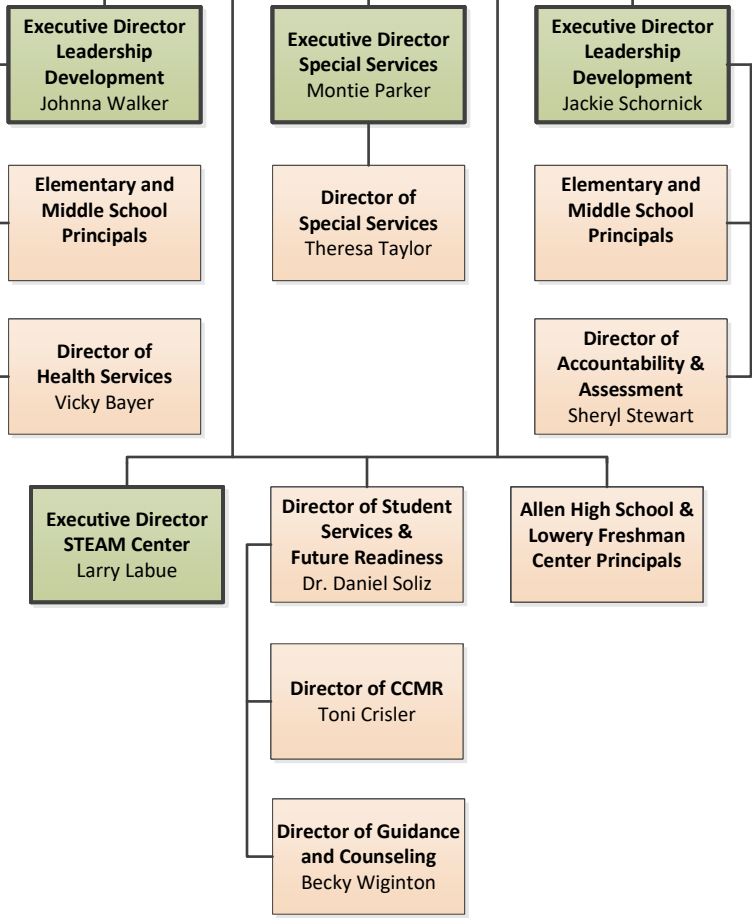 Executive Director
Leadership
Development
Johnna Walker
Executive Director
Special Services
Montie Parker
Executive Director
Leadership
Development
Jackie Schornick
Elementary and
Middle School
Principals
Director of
Special Services
Theresa Taylor
Elementary and
Middle School
Principals
Director of
Health Services
Vicky Bayer
Director of
Accountability &
Assessment
Sheryl Stewart
Executive Director
STEAM Center
Larry Labue
Director of Student
Services &
Future Readiness
Dr. Daniel Soliz
Allen High School &
Lowery Freshman
Center Principals
Director of CCMR
Toni Crisler
Director of Guidance
and Counseling
Becky Wiginton